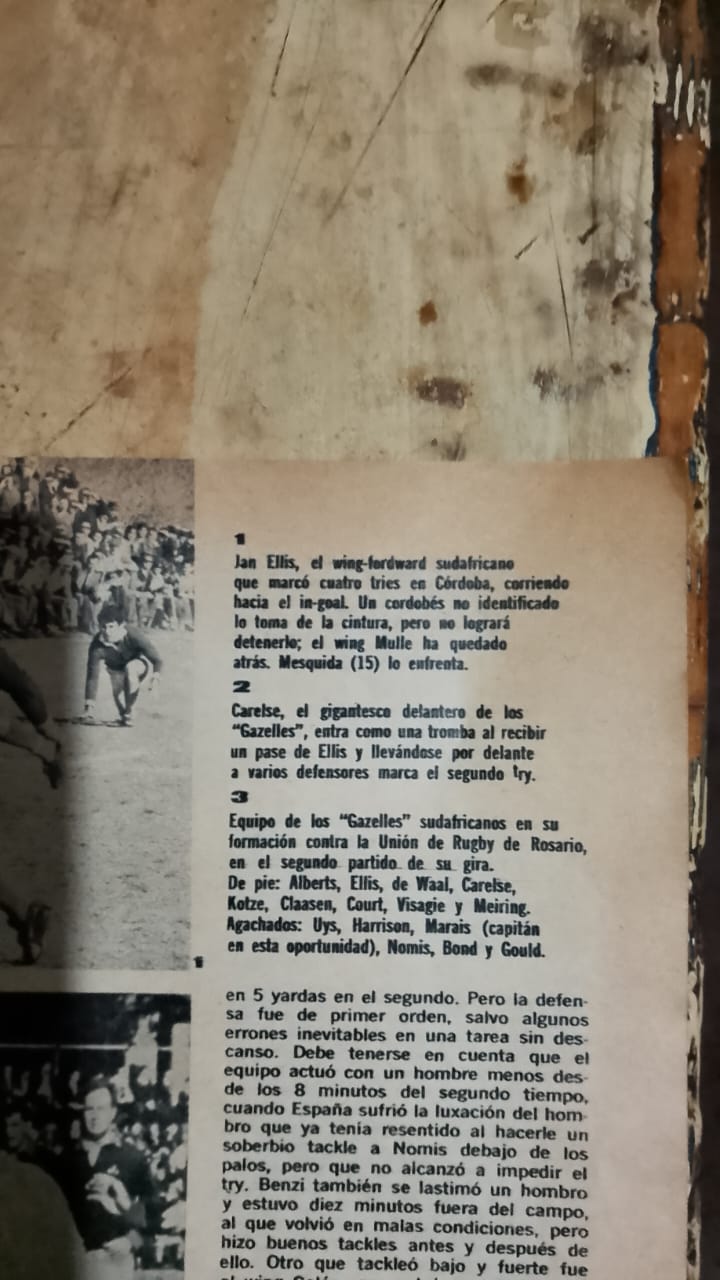 1
Jan Ellis, el wing-fordward sudafricano
que marcó cuatro tries en Córdoba, corriendo
hacia el in-goal. Un cordobés no identificado
lo toma de la cintura, pero no logrará
detenerlo; el wing Mulle ha quedado
atrás. Mesquida (15) lo enfrenta.
2
Carelse, el gigantesco delantero de los
"Gazelles", entra como una tromba al recibir
un pase de Ellis y llevándose por delante
a varios defensores marca el segundo try.
3
Equipo de los "Gazelles" sudafricanos en su
formación contra la Unión de Rugby de Rosario,
en el segundo partido de su gira.
De pie: Alberts, Ellis, de Waal, Carelse,
Kotze, Claasen, Court, Visagie y Meiring.
Agachados: Uys, Harrison, Marais (capitán
en esta oportunidad), Nomis, Bond y Gould.
1
en 5 yardas en el segundo. Pero la defen-
sa fue de primer orden, salvo algunos
errones inevitables en una tarea sin des-
canso. Debe tenerse en cuenta que el
equipo actuó con un hombre menos des-
de los 8 minutos del segundo tiempo,
cuando España sufrió la luxación del hom-
bro que ya tenía resentido al hacerle un
soberbio tackle a Nomis debajo de los
palos, pero que no alcanzó a impedir el
try. Benzi también se lastimó un hombro
y estuvo diez minutos fuera del campo,
al que volvió en malas condiciones, pero
hizo buenos tackles antes y después de
ello. Otro que tackleó bajo y fuerte fue